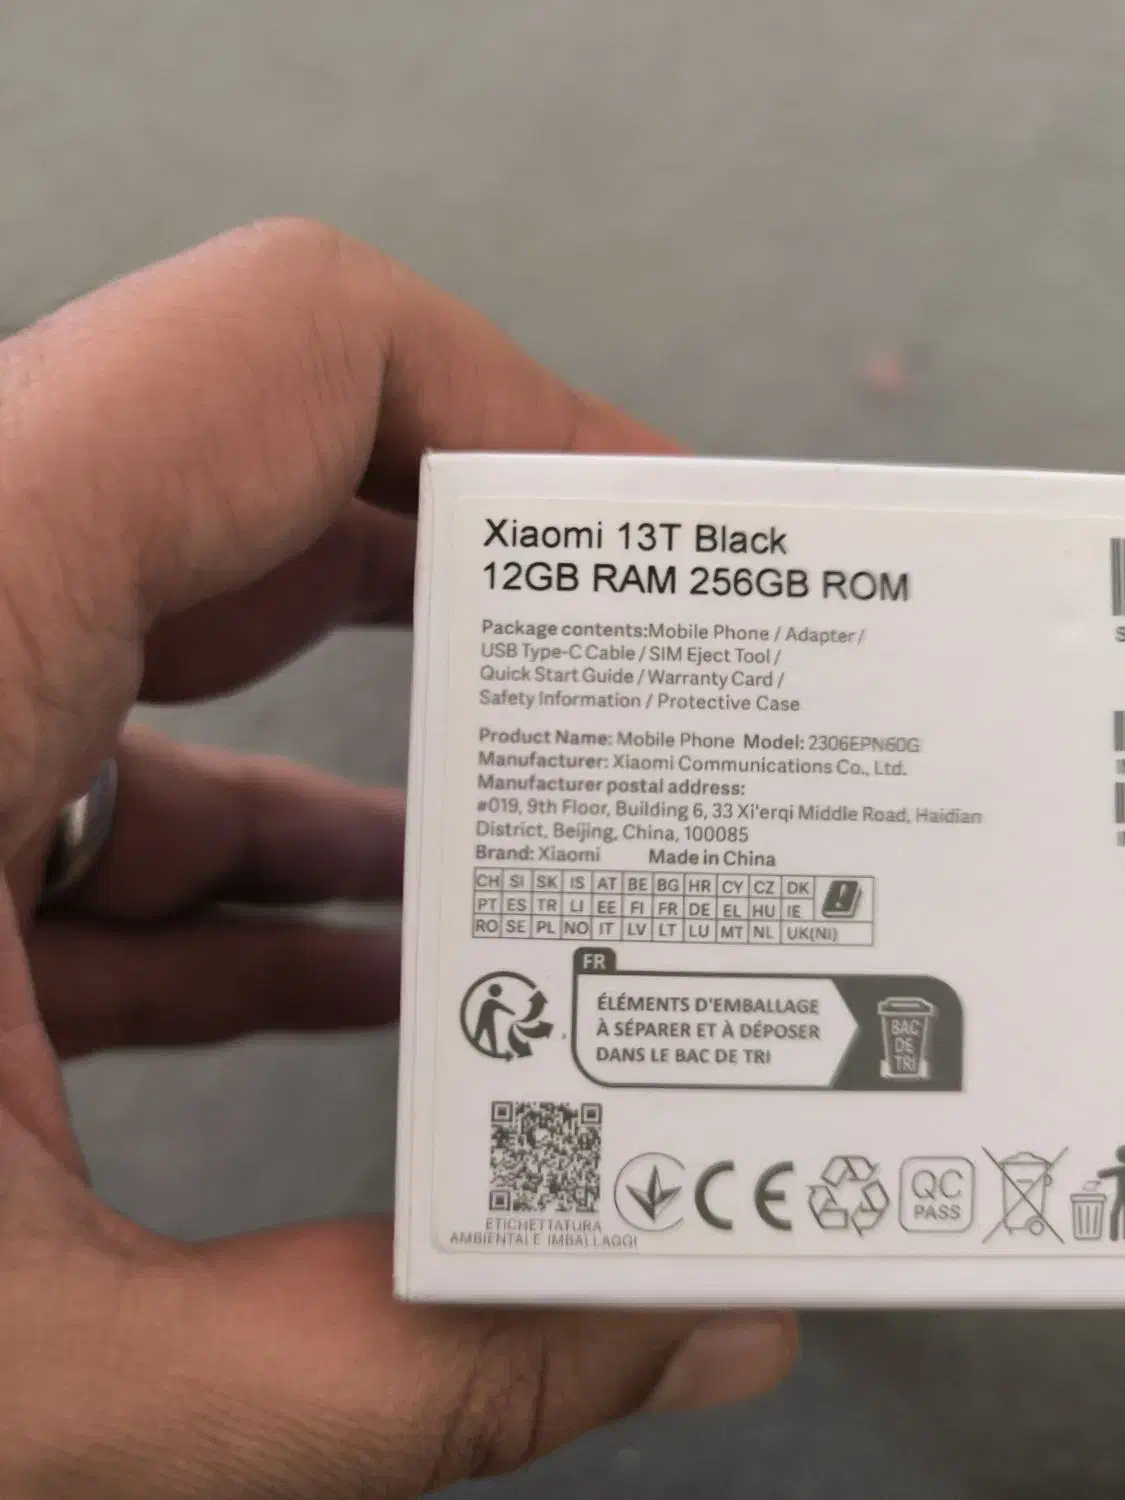 Xiaomi 13T Black
12GB RAM 256GB ROM
Package contents:Mobile Phone / Adapter /
USB Type-C Cable / SIM Eject Tool /
Quick Start Guide / Warranty Card /
Safety Information / Protective Case
Product Name: Mobile Phone Model: 2306EPN60G
Manufacturer: Xiaomi Communications Co., Ltd.
Manufacturer postal address:
#019, 9th Floor, Building 6, 33 Xi'erqi Middle Road, Haidian
District, Beijing, China, 100085
Brand: Xiaomi Made in China
CH SI SK IS AT BE BG HR CY CZ DK
PT ES TR LI EE FI FR DE EL HU IE
RO SE PL NO IT LV LT LU MT NL UK(NI)
FR
ÉLÉMENTS D'EMBALLAGE
À SÉPARER ET À DÉPOSER
DANS LE BAC DE TRI
BAC
DE
TRI
ETICHETTATURA
AMBIENTALE IMBALLAGGI
CE
QC
PASS